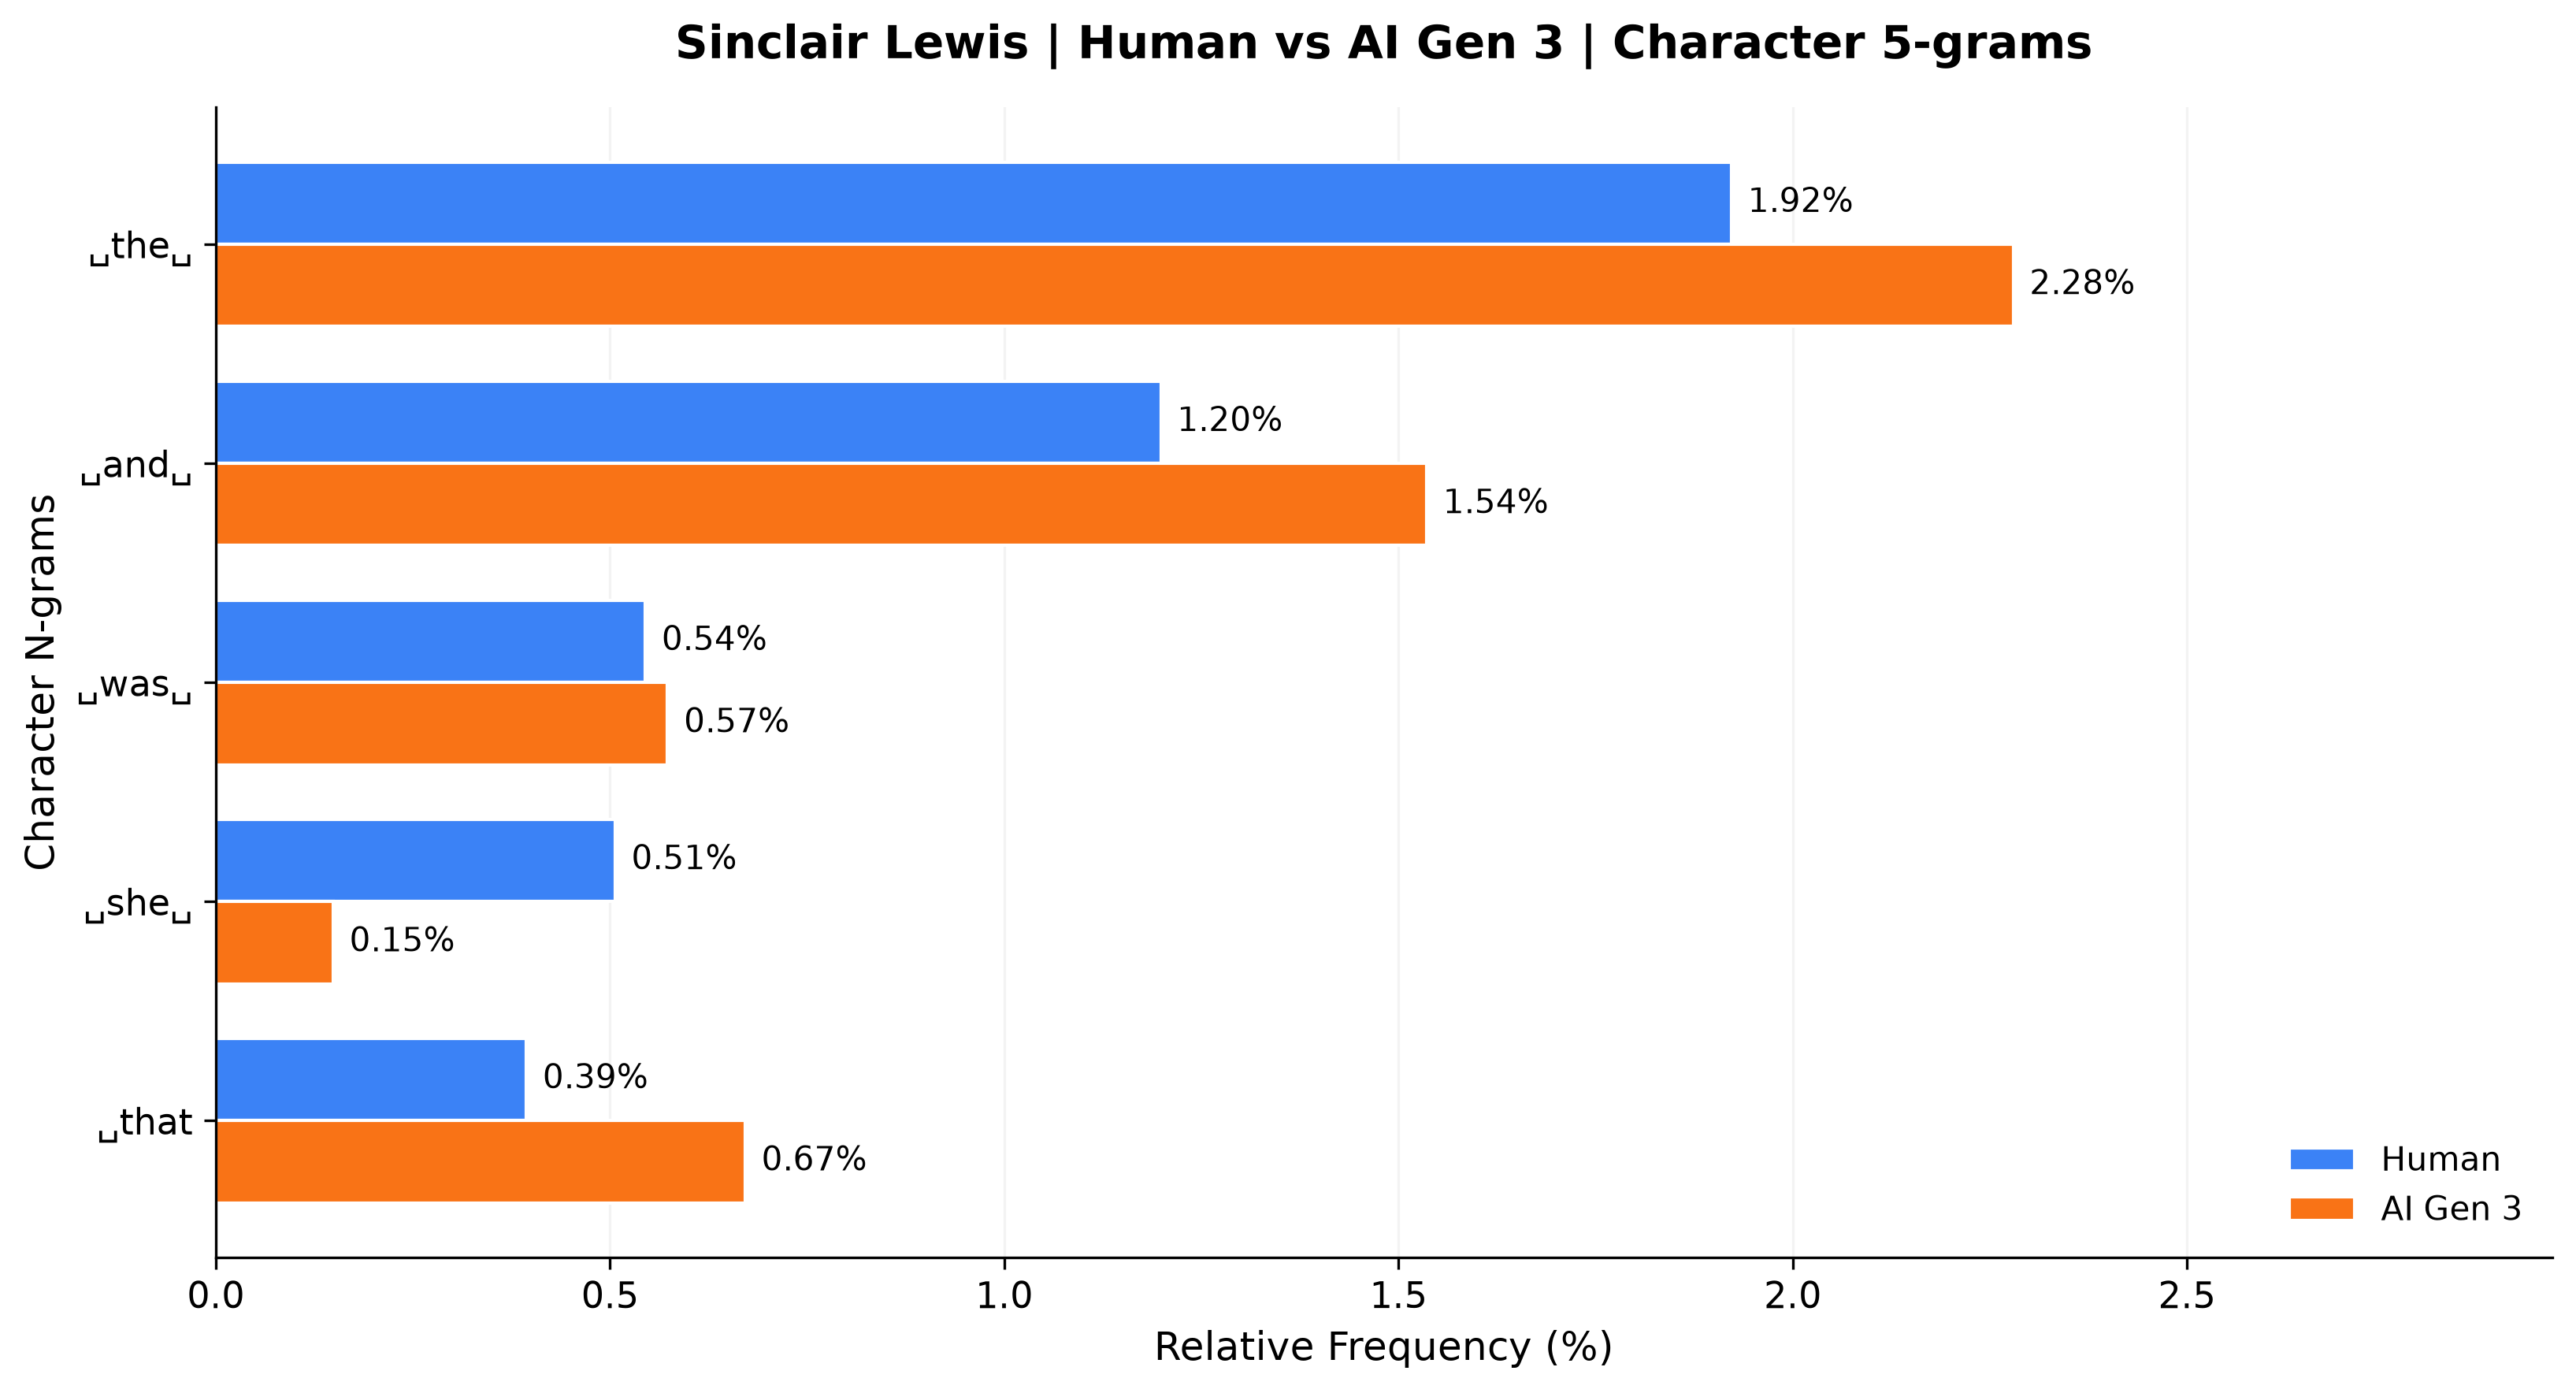 Sinclair Lewis | Human vs AI Gen 3 | Character 5-grams
Character N-grams
␣the␣
1.92%
2.28%
␣and␣
1.20%
1.54%
␣was␣
0.54%
0.57%
␣she␣
0.51%
0.15%
␣that
0.39%
0.67%
Human
AI Gen 3
0.0 0.5 1.0 1.5 2.0 2.5
Relative Frequency (%)